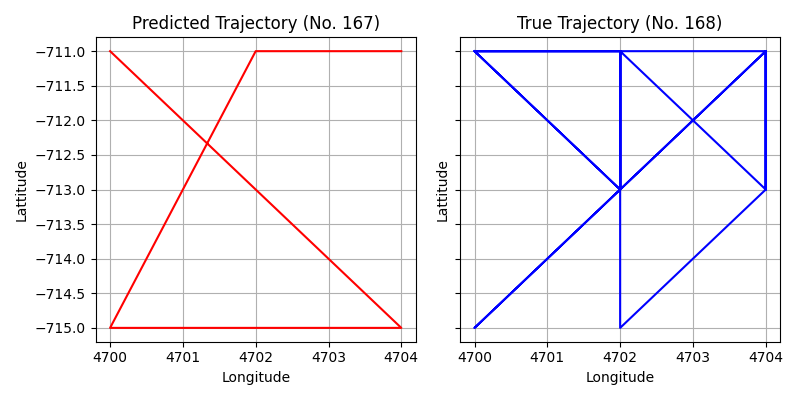 Predicted Trajectory (No. 167)
True Trajectory (No. 168)
−711.0
−711.5
−712.0
−712.5
−713.0
−713.5
−714.0
−714.5
−715.0
Lattitude
Lattitude
4700 4701 4702 4703 4704
4700 4701 4702 4703 4704
Longitude
Longitude